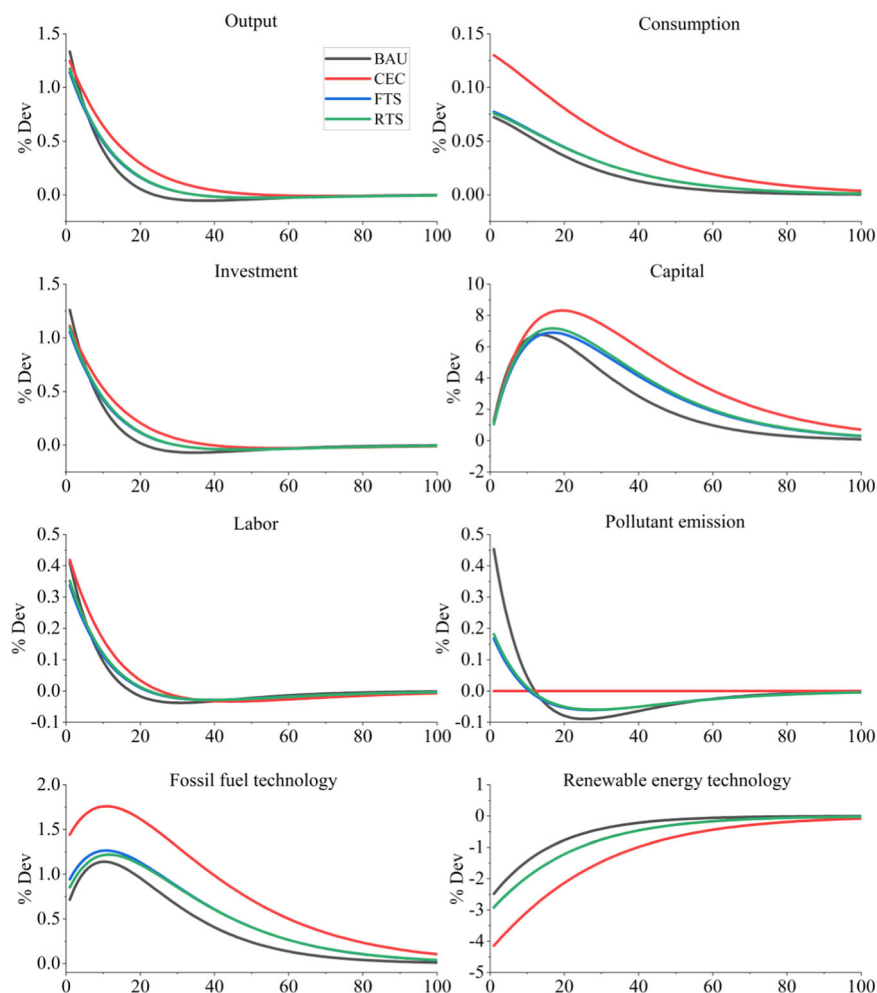 Output
% Dev
1.5
1.0
0.5
0.0
BAU
CEC
FTS
RTS
0 20 40 60 80 100
Consumption
% Dev
0.15
0.10
0.05
0.00
0 20 40 60 80 100
Investment
% Dev
1.5
1.0
0.5
0.0
0 20 40 60 80 100
Capital
% Dev
10
8
6
4
2
0
-2
0 20 40 60 80 100
Labor
% Dev
0.5
0.4
0.3
0.2
0.1
0.0
-0.1
0 20 40 60 80 100
Pollutant emission
% Dev
0.5
0.4
0.3
0.2
0.1
0.0
-0.1
0 20 40 60 80 100
Fossil fuel technology
% Dev
2.0
1.5
1.0
0.5
0.0
0 20 40 60 80 100
Renewable energy technology
% Dev
1
0
-1
-2
-3
-4
-5
0 20 40 60 80 100